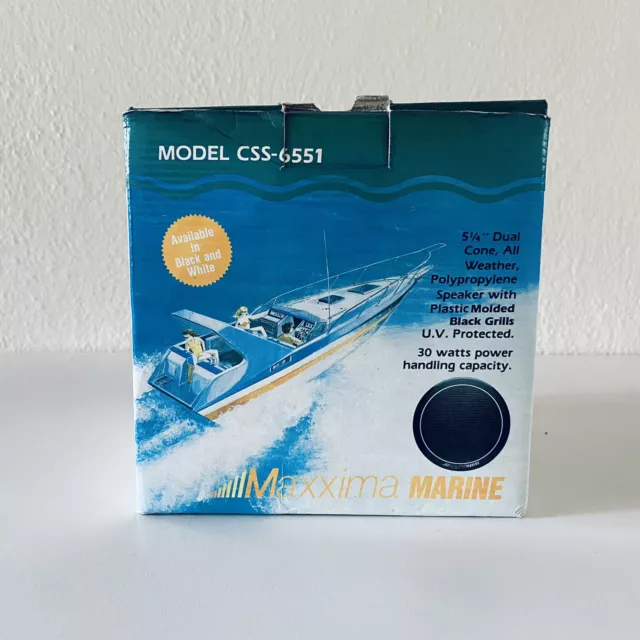 MODEL CSS-6551
Available
in
Black and
White
5¼" Dual
Cone, All
Weather,
Polypropylene
Speaker with
Plastic Molded
Black Grills
U.V. Protected.
30 watts power
handling capacity.
Maxxima MARINE